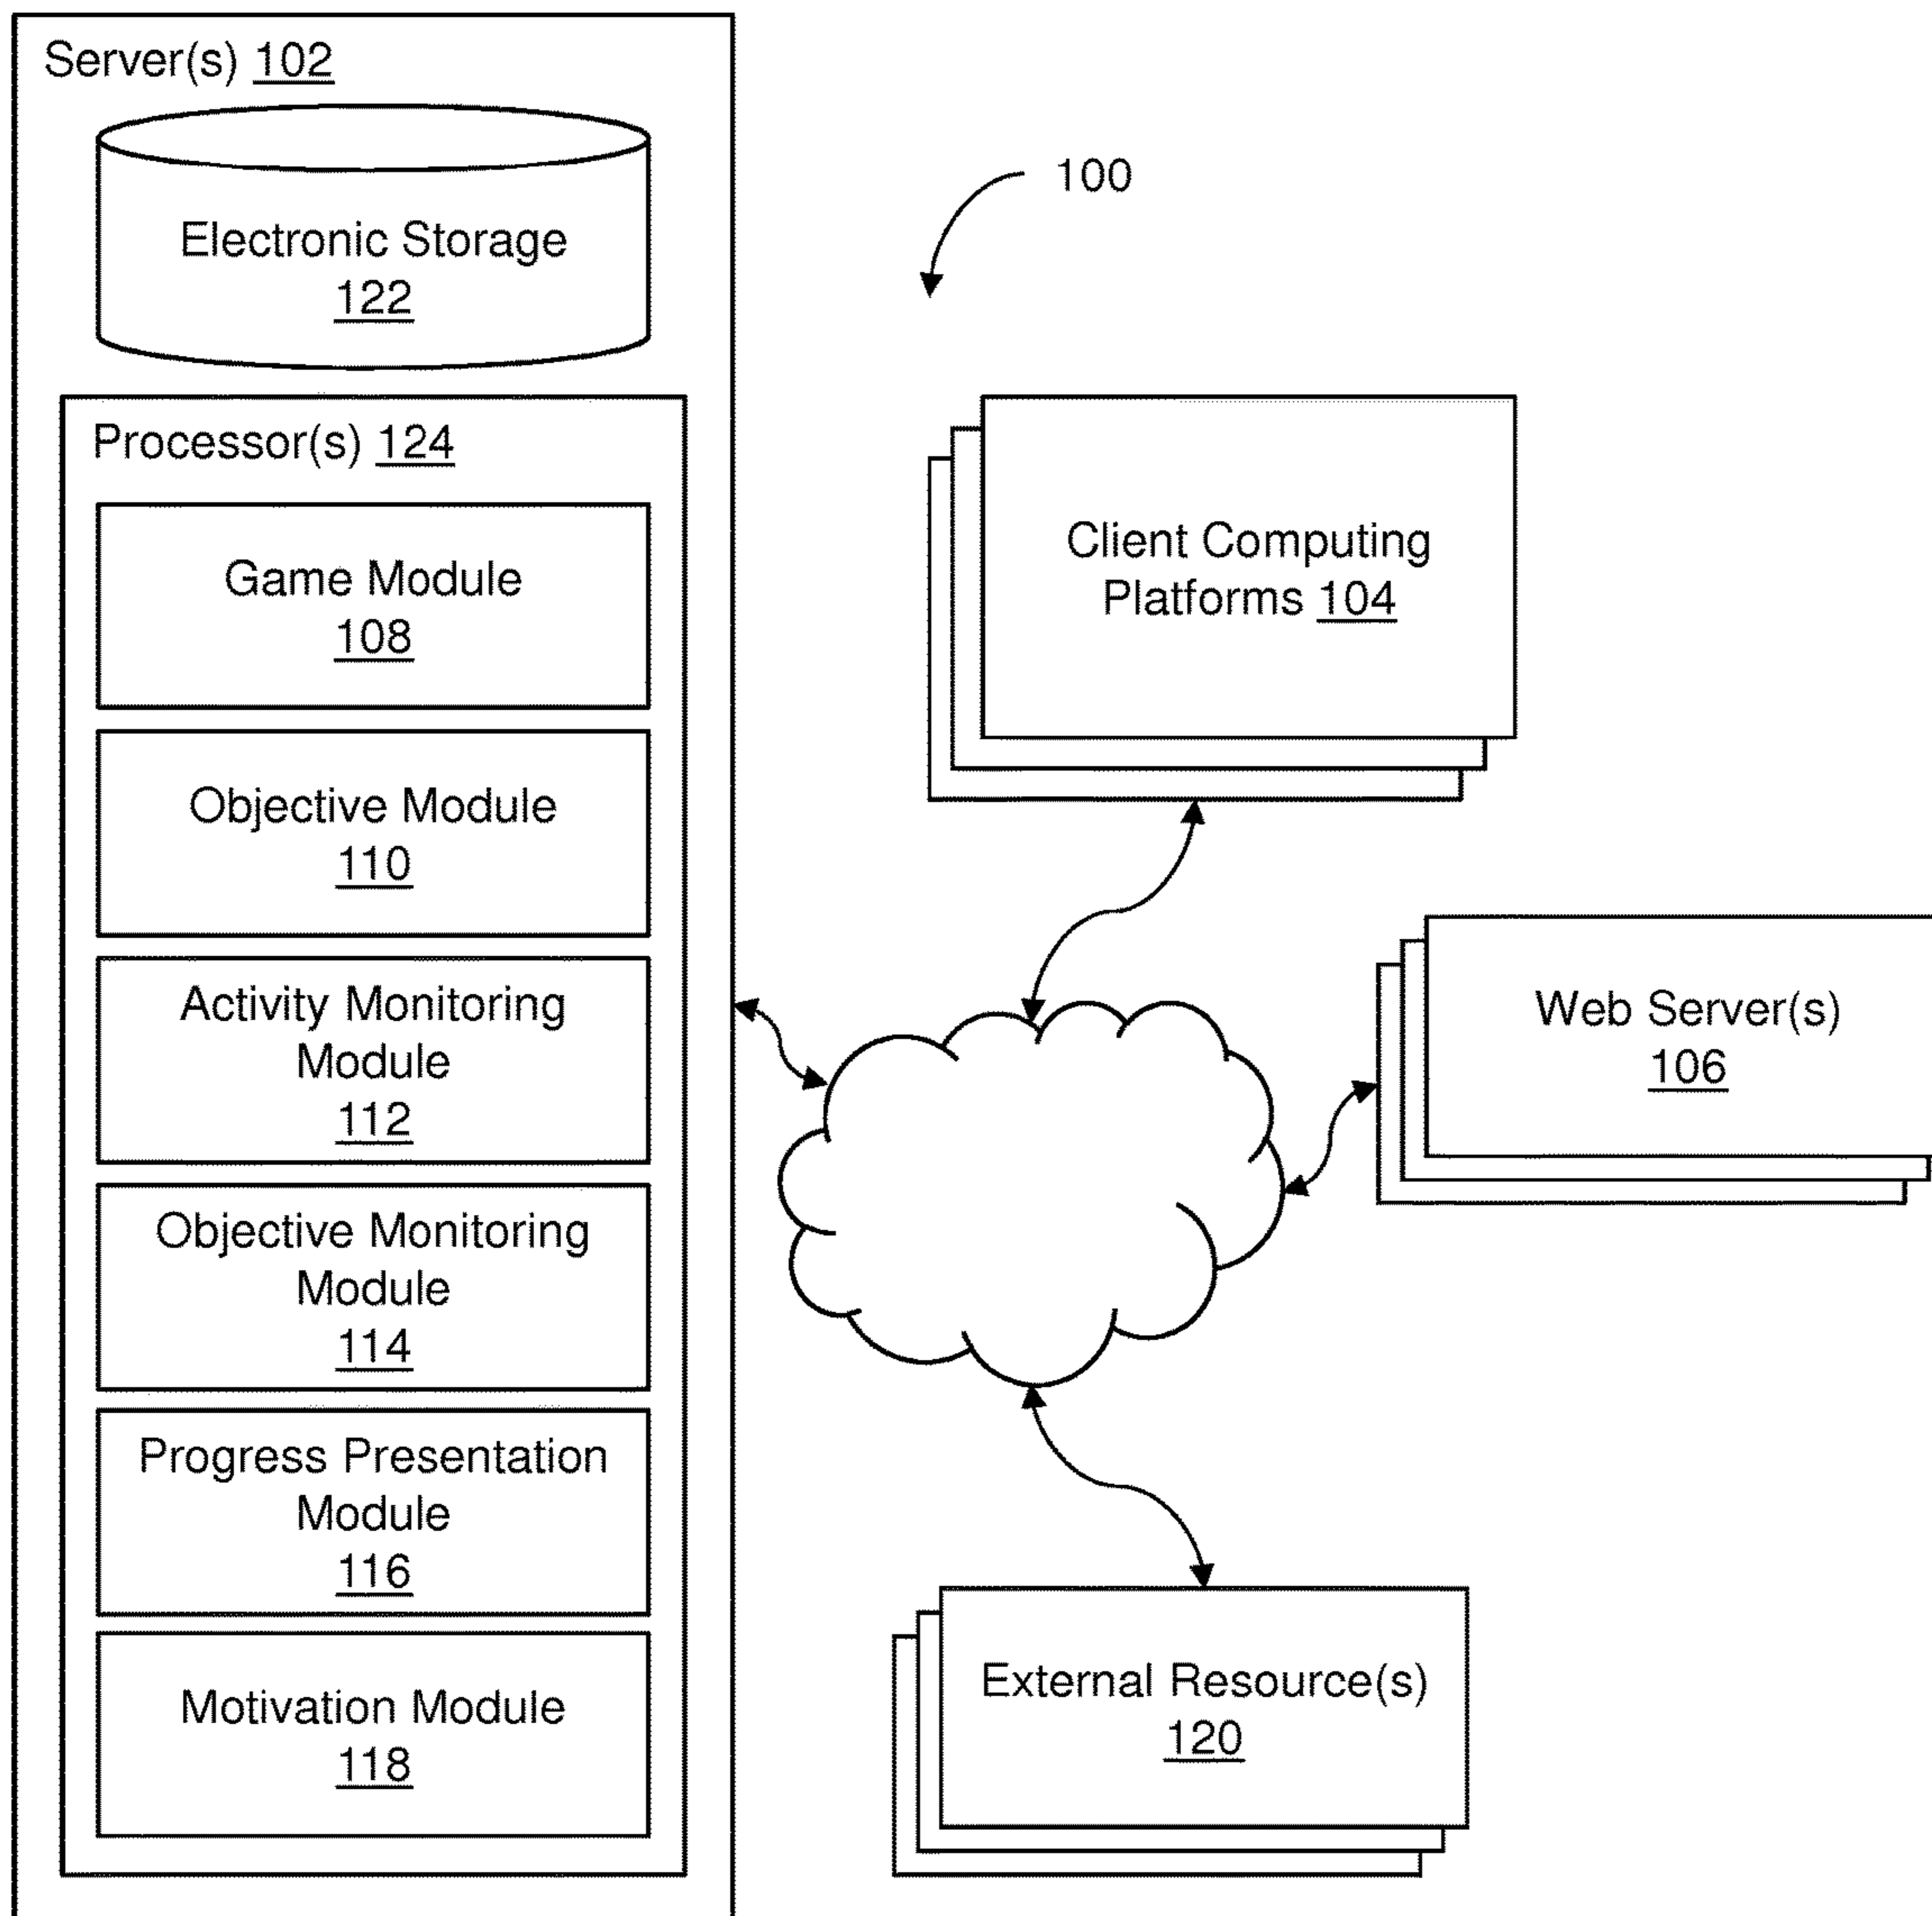 Server(s) 102
Electronic Storage
122
Processor(s) 124
Game Module
108
Objective Module
110
Activity Monitoring
Module
112
Objective Monitoring
Module
114
Progress Presentation
Module
116
Motivation Module
118
100
Client Computing
Platforms 104
Web Server(s)
106
External Resource(s)
120